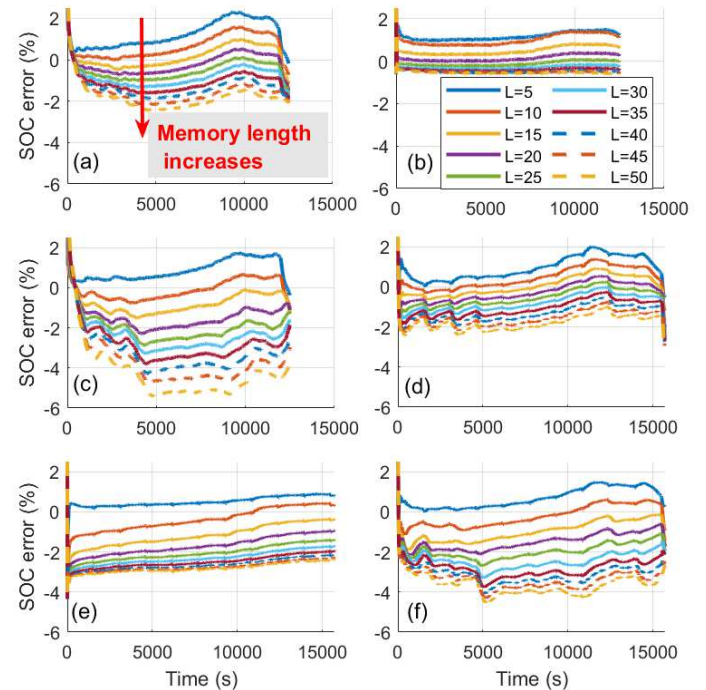 SOC error (%)
2
0
-2
-4
-6
(a)
Memory length
increases
0
5000
10000
15000
2
0
-2
-4
-6
(b)
L=5
L=30
L=10
L=35
L=15
L=40
L=20
L=45
L=25
L=50
0
5000
10000
15000
SOC error (%)
2
0
-2
-4
-6
(c)
0
5000
10000
15000
2
0
-2
-4
-6
(d)
0
5000
10000
15000
SOC error (%)
2
0
-2
-4
-6
(e)
0
5000
10000
15000
Time (s)
2
0
-2
-4
-6
(f)
0
5000
10000
15000
Time (s)